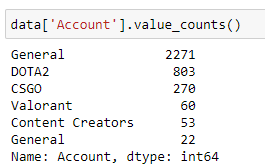 data['Account'].value_counts()
General 2271
DOTA2 803
CSGO 270
Valorant 60
Content Creators 53
General 22
Name: Account, dtype: int64